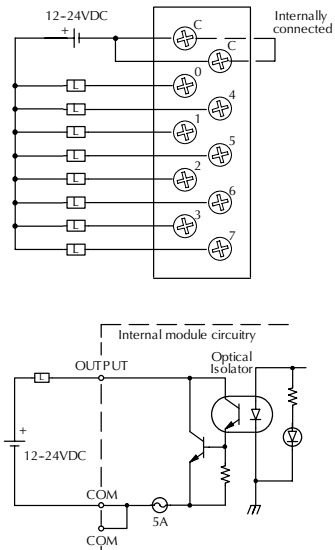 12–24VDC
Internally
connected
+
C
C
L
0
L
4
L
1
L
5
L
2
L
6
L
3
L
7
Internal module circuitry
Optical
Isolator
OUTPUT
L
+
12–24VDC
COM
5A
COM